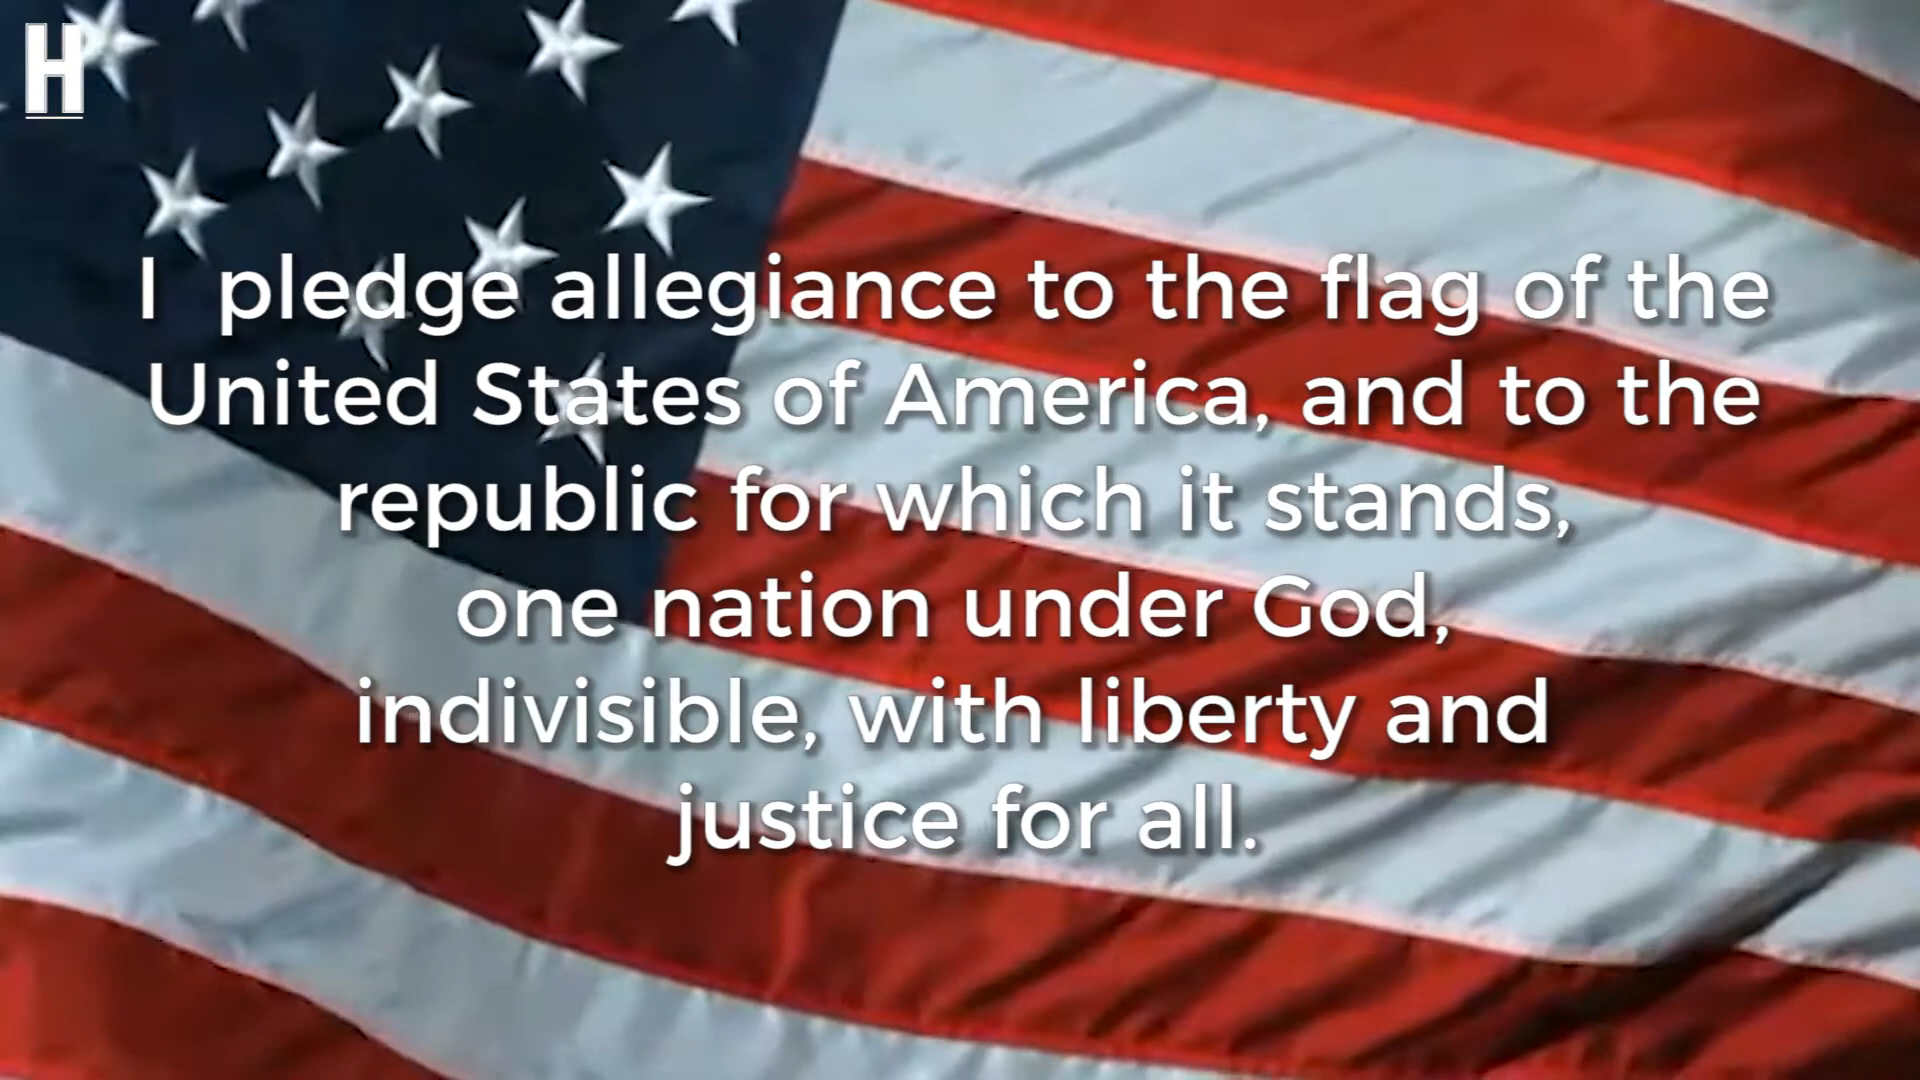 H
I pledge allegiance to the flag of the
United States of America, and to the
republic for which it stands,
one nation under God,
indivisible, with liberty and
justice for all.